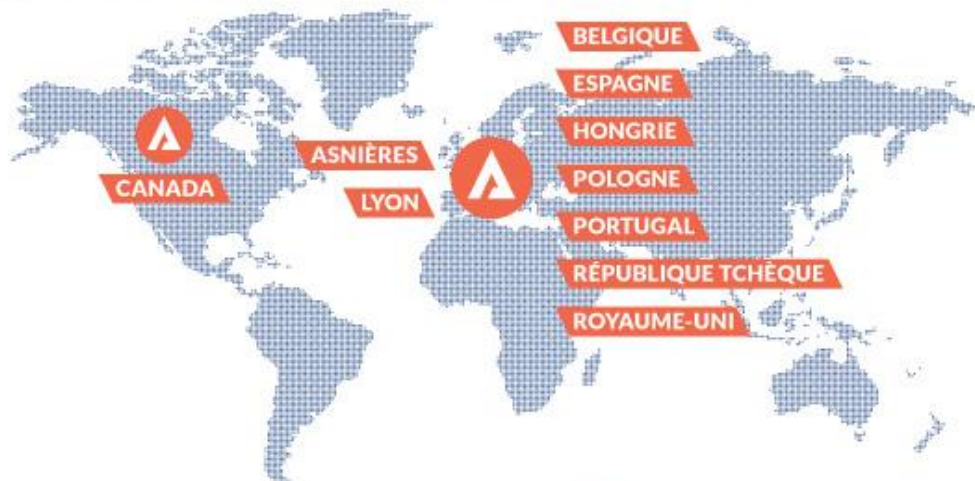 CANADA
ASNIÈRES
LYON
BELGIQUE
ESPAGNE
HONGRIE
POLOGNE
PORTUGAL
RÉPUBLIQUE TCHÈQUE
ROYAUME-UNI